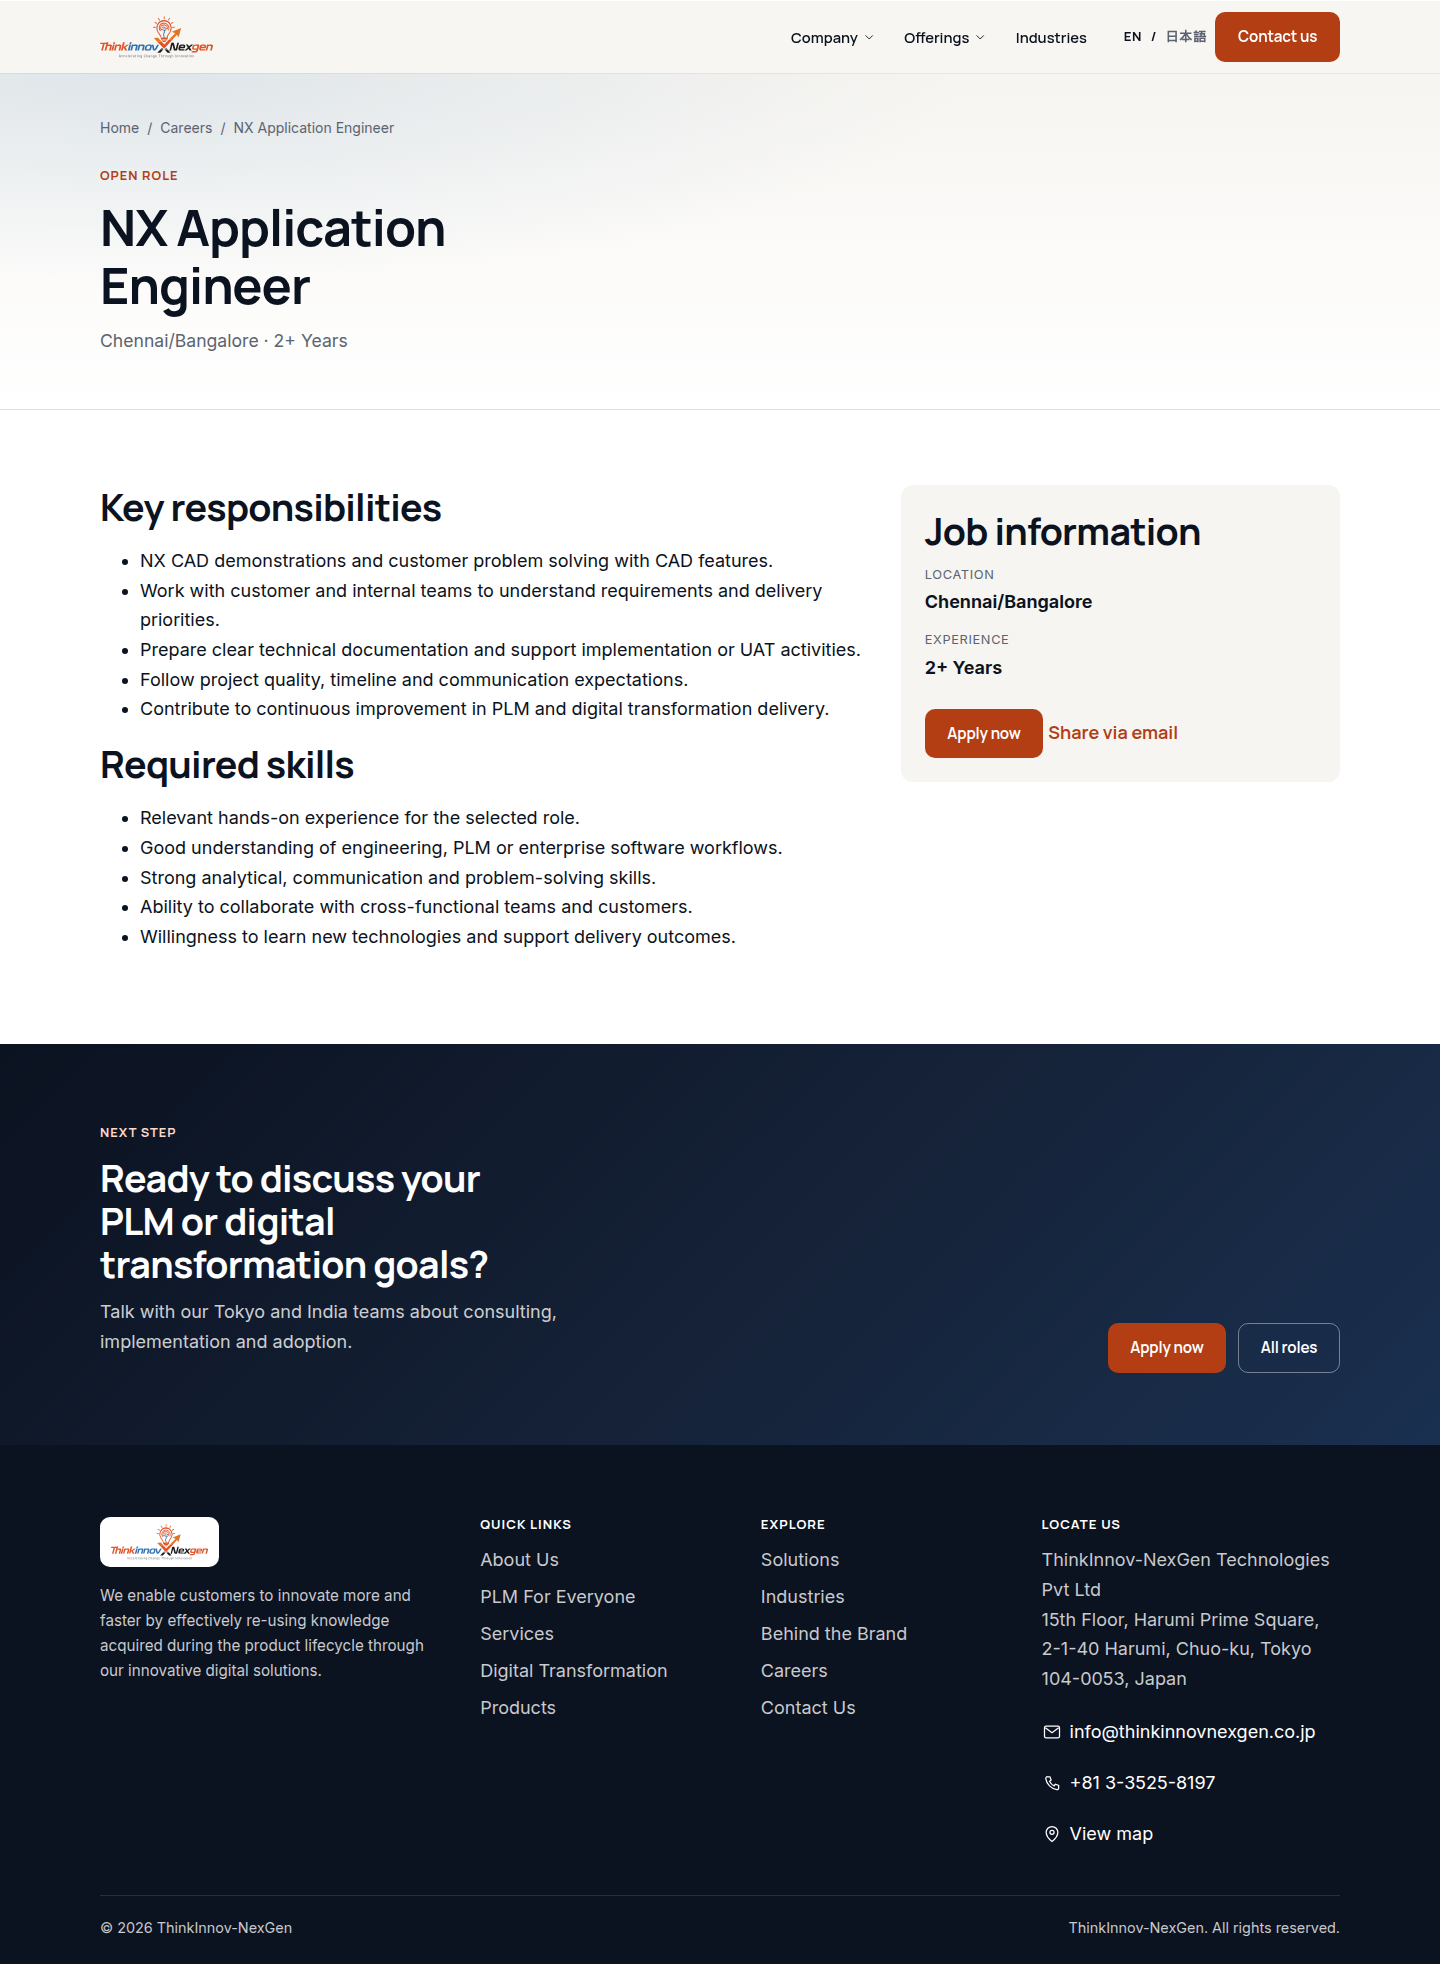 ThinkinnovXNexgen
Accelerating Change Through Innovation
Company
Offerings
Industries
EN / 日本語
Contact us
Home / Careers / NX Application Engineer
OPEN ROLE
NX Application
Engineer
Chennai/Bangalore · 2+ Years
Key responsibilities
• NX CAD demonstrations and customer problem solving with CAD features.
• Work with customer and internal teams to understand requirements and delivery
priorities.
• Prepare clear technical documentation and support implementation or UAT activities.
• Follow project quality, timeline and communication expectations.
• Contribute to continuous improvement in PLM and digital transformation delivery.
Required skills
• Relevant hands-on experience for the selected role.
• Good understanding of engineering, PLM or enterprise software workflows.
• Strong analytical, communication and problem-solving skills.
• Ability to collaborate with cross-functional teams and customers.
• Willingness to learn new technologies and support delivery outcomes.
Job information
LOCATION
Chennai/Bangalore
EXPERIENCE
2+ Years
Apply now
Share via email
NEXT STEP
Ready to discuss your
PLM or digital
transformation goals?
Talk with our Tokyo and India teams about consulting,
implementation and adoption.
Apply now
All roles
ThinkinnovXNexgen
Accelerating Change Through Innovation
We enable customers to innovate more and
faster by effectively re-using knowledge
acquired during the product lifecycle through
our innovative digital solutions.
QUICK LINKS
About Us
PLM For Everyone
Services
Digital Transformation
Products
EXPLORE
Solutions
Industries
Behind the Brand
Careers
Contact Us
LOCATE US
ThinkInnov-NexGen Technologies
Pvt Ltd
15th Floor, Harumi Prime Square,
2-1-40 Harumi, Chuo-ku, Tokyo
104-0053, Japan
info@thinkinnovnexgen.co.jp
+81 3-3525-8197
View map
© 2026 ThinkInnov-NexGen
ThinkInnov-NexGen. All rights reserved.